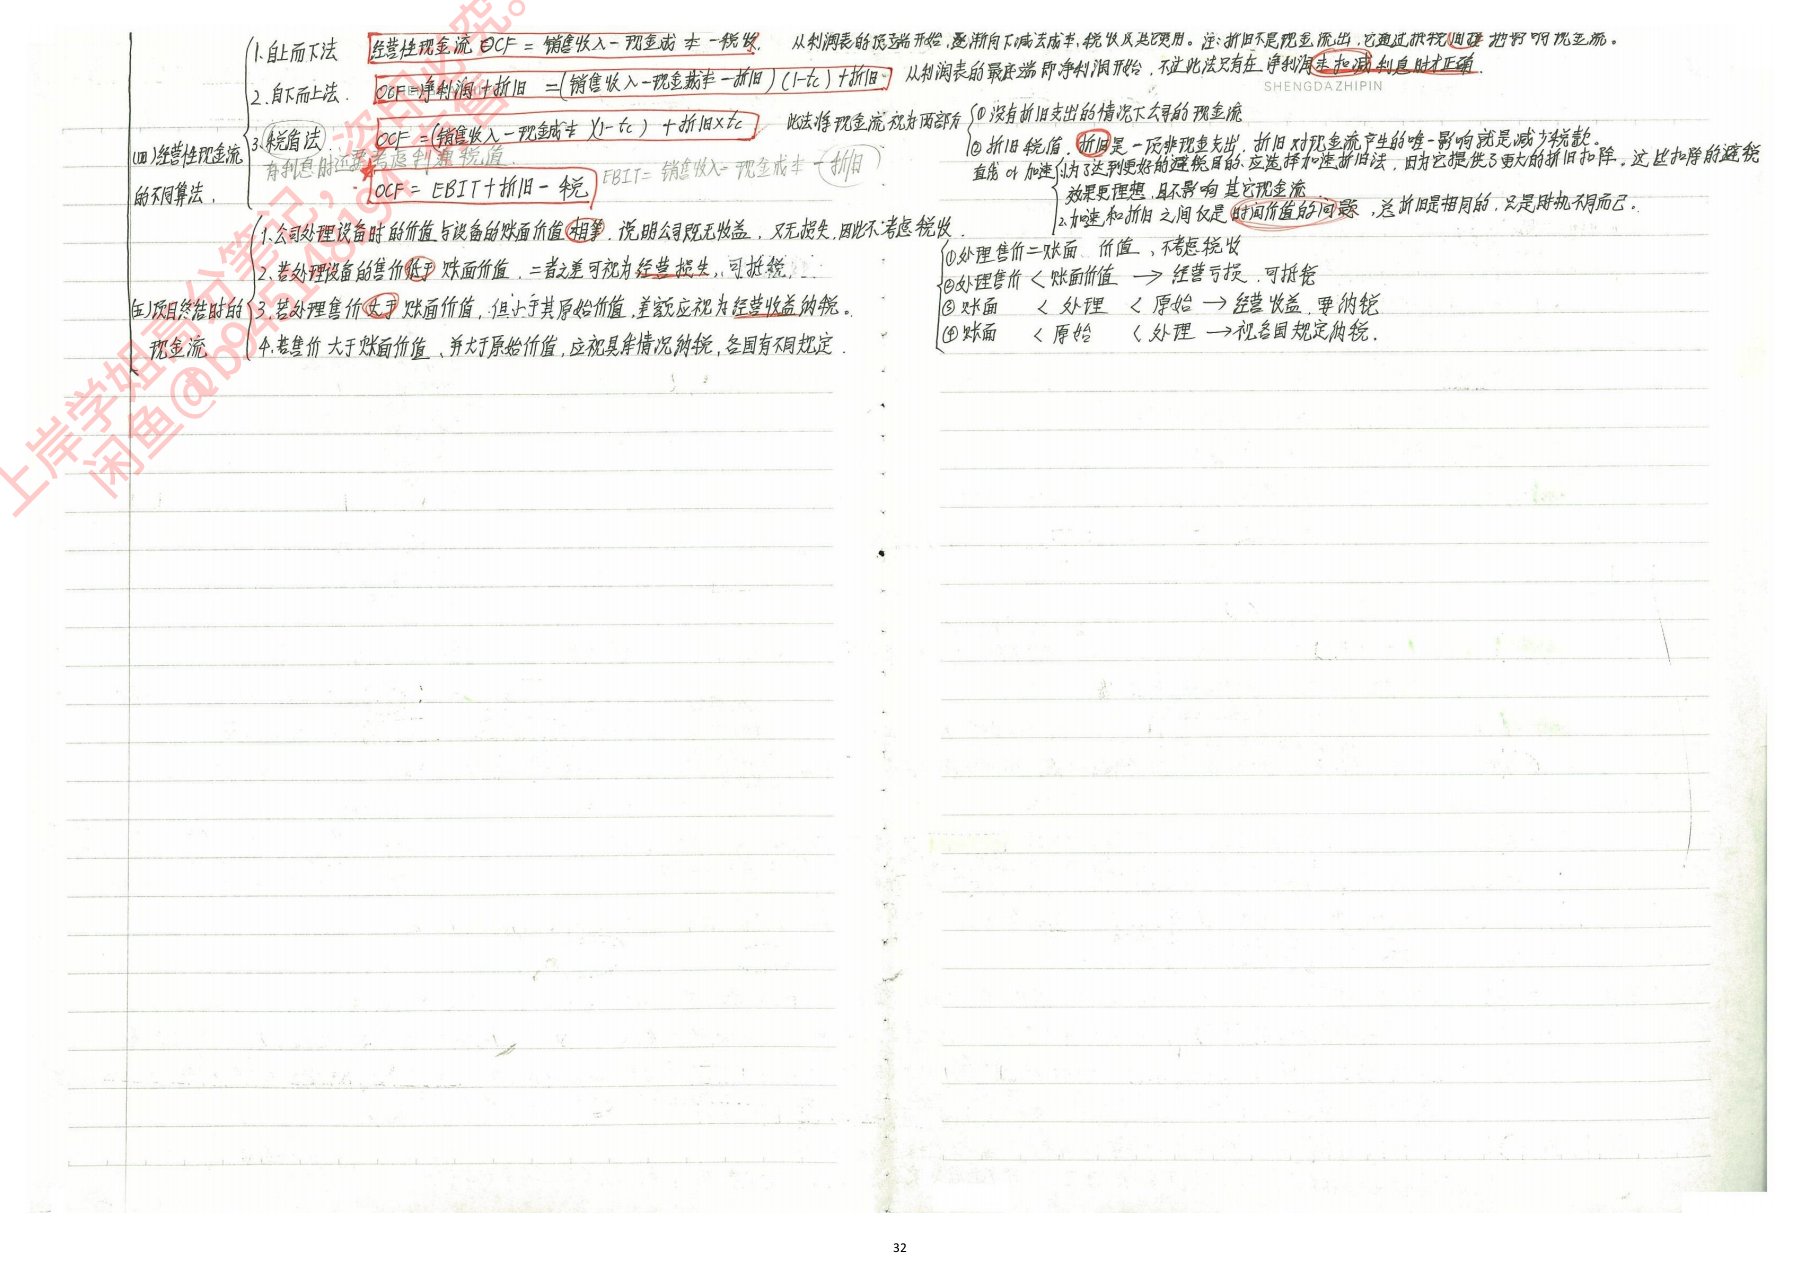 (四)经营性现金流
的不同算法.
1.自上而下法 经营性现金流 OCF = 销售收入-现金成本-税收. 从利润表的顶端开始,逐渐向下减去成本,税收及其它费用。注:折旧不是现金流出,它通过抵税间接地影响现金流。
2.自下而上法. OCF=净利润+折旧 =(销售收入-现金成本-折旧)(1-tc)+折旧. 从利润表的最底端即净利润开始,不过此法只有在净利润未扣减利息时才正确.
SHENGDAZHIPIN
3.税盾法. OCF =(销售收入-现金成本)(1-tc) + 折旧×tc 此法将现金流视为两部分
①没有折旧支出的情况下公司的现金流
②折旧税盾.折旧是一项非现金支出,折旧对现金流产生的唯一影响就是减少税款。
有利息时还要考虑利息税盾.
OCF = EBIT+折旧-税 EBIT= 销售收入-现金成本-折旧
直线 or 加速
1.为了达到更好的避税目的,应选择加速折旧法,因为它提供了更大的折旧扣除。这些扣除的避税
效果更理想,且不影响其它现金流
2.加速和折旧之间仅是时间价值的问题,总折旧是相同的,只是时机不同而已。
(五)项目终结时的
现金流
1.公司处理设备时的价值与设备的账面价值相等,说明公司既无收益,又无损失,因此不考虑税收.
2.若处理设备的售价低于账面价值,二者之差可视为经营损失,可抵税,
3.若处理售价大于账面价值,但小于其原始价值,差额应视为经营收益纳税。
4.若售价大于账面价值,并大于原始价值,应视具体情况纳税,各国有不同规定.
①处理售价=账面价值、不考虑税收
②处理售价<账面价值 → 经营亏损.可抵税
③账面 < 处理 < 原始 → 经营收益.要纳税
④账面 < 原始 < 处理 →视各国规定纳税.
上岸学姐高分笔记,盗印必究。
32